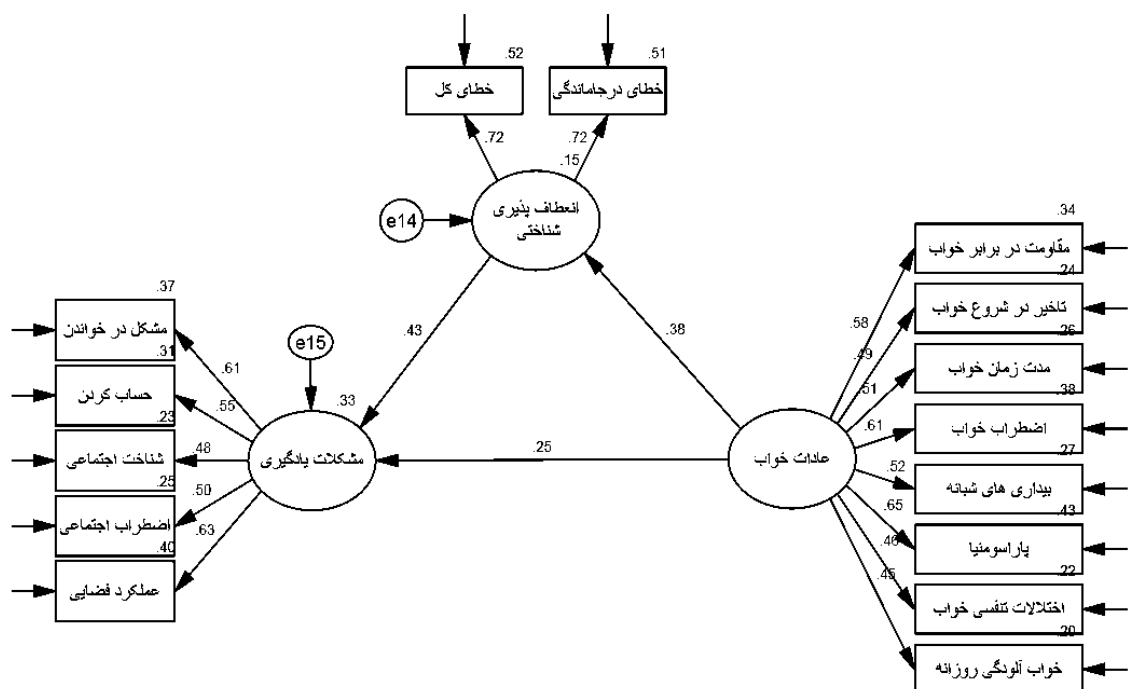 .52
.51
خطای کل
خطای درجاماندگی
.72
.72
.15
انعطاف پذیری
شناختی
e14
.34
مقاومت در برابر خواب
.24
تاخیر در شروع خواب
.26
مدت زمان خواب
.38
اضطراب خواب
.27
بیداری های شبانه
.43
پاراسومنیا
.22
اختلالات تنفسی خواب
.20
خواب آلودگی روزانه
.58
.49
.51
.61
.52
.65
.46
.45
عادات خواب
.38
.43
.25
e15
.33
مشکلات یادگیری
.37
مشکل در خواندن
.31
حساب کردن
.23
شناخت اجتماعی
.25
اضطراب اجتماعی
.40
عملکرد فضایی
.61
.55
.48
.50
.63